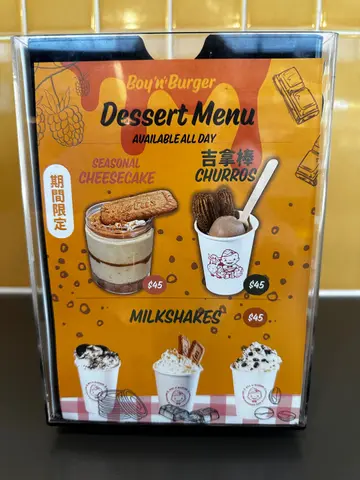 Boy'n'Burger
Dessert Menu
AVAILABLE ALL DAY
SEASONAL
CHEESECAKE
期間限定
吉拿棒
CHURROS
$45
$45
MILKSHAKES
$45